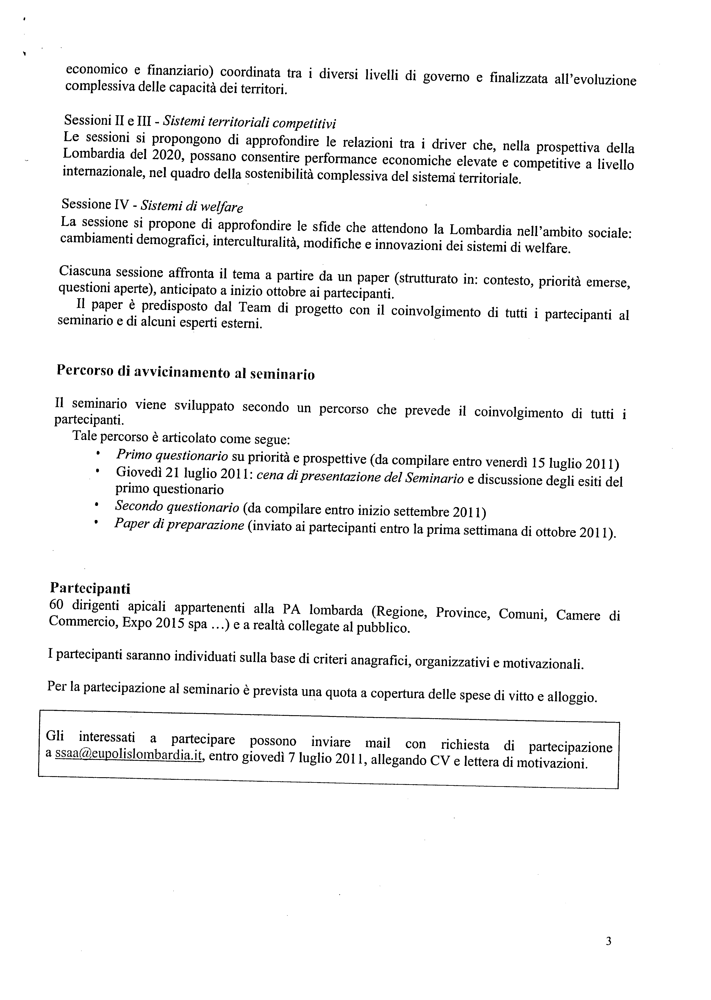 economico e finanziario) coordinata tra i diversi livelli di governo e finalizzata all'evoluzione
complessiva delle capacità dei territori.
Sessioni II e III - Sistemi territoriali competitivi
Le sessioni si propongono di approfondire le relazioni tra i driver che, nella prospettiva della
Lombardia del 2020, possano consentire performance economiche elevate e competitive a livello
internazionale, nel quadro della sostenibilità complessiva del sistema territoriale.
Sessione IV - Sistemi di welfare
La sessione si propone di approfondire le sfide che attendono la Lombardia nell'ambito sociale:
cambiamenti demografici, interculturalità, modifiche e innovazioni dei sistemi di welfare.
Ciascuna sessione affronta il tema a partire da un paper (strutturato in: contesto, priorità emerse,
questioni aperte), anticipato a inizio ottobre ai partecipanti.
Il paper è predisposto dal Team di progetto con il coinvolgimento di tutti i partecipanti al
seminario e di alcuni esperti esterni.
Percorso di avvicinamento al seminario
Il seminario viene sviluppato secondo un percorso che prevede il coinvolgimento di tutti i
partecipanti.
Tale percorso è articolato come segue:
• Primo questionario su priorità e prospettive (da compilare entro venerdì 15 luglio 2011)
• Giovedì 21 luglio 2011: cena di presentazione del Seminario e discussione degli esiti del
primo questionario
• Secondo questionario (da compilare entro inizio settembre 2011)
• Paper di preparazione (inviato ai partecipanti entro la prima settimana di ottobre 2011).
Partecipanti
60 dirigenti apicali appartenenti alla PA lombarda (Regione, Province, Comuni, Camere di
Commercio, Expo 2015 spa ...) e a realtà collegate al pubblico.
I partecipanti saranno individuati sulla base di criteri anagrafici, organizzativi e motivazionali.
Per la partecipazione al seminario è prevista una quota a copertura delle spese di vitto e alloggio.
Gli interessati a partecipare possono inviare mail con richiesta di partecipazione
a ssaa@eupolislombardia.it, entro giovedì 7 luglio 2011, allegando CV e lettera di motivazioni.
3